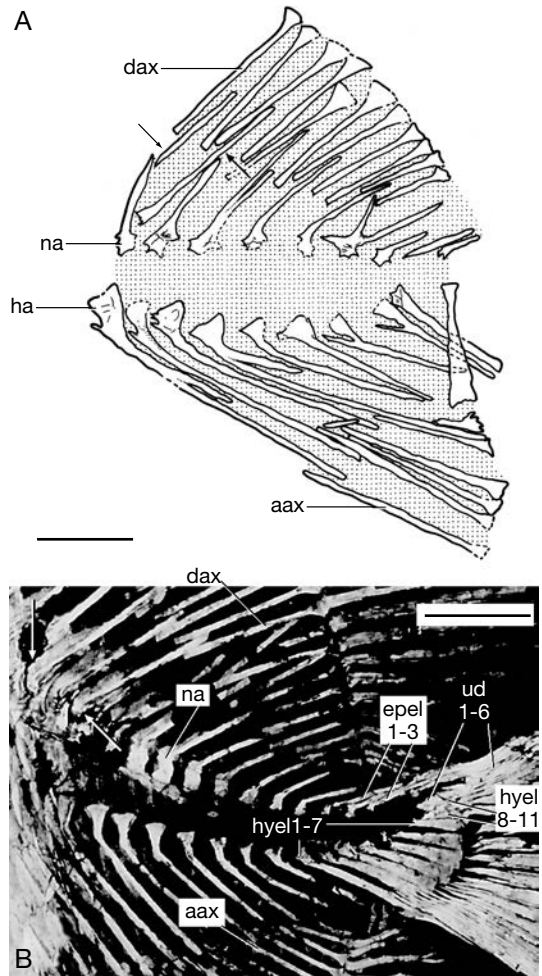 A
dax
na
ha
aax
dax
na
epel
1-3
ud
1-6
hyel
8-11
hyel1-7
aax
B